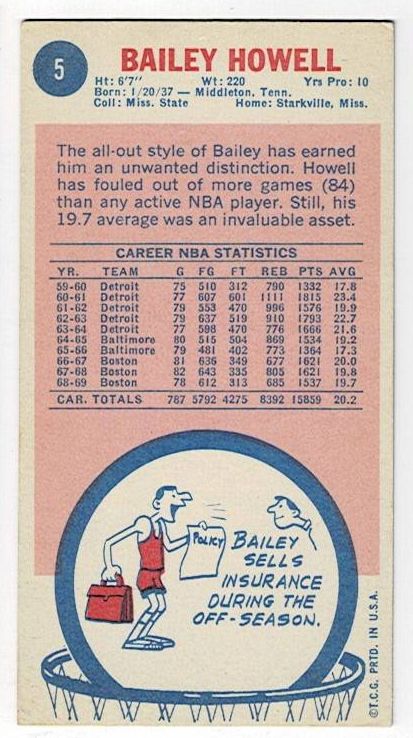 5
BAILEY HOWELL
Ht: 6'7" Wt: 220 Yrs Pro: 10
Born: 1/20/37 — Middleton, Tenn.
Coll: Miss. State Home: Starkville, Miss.
The all-out style of Bailey has earned
him an unwanted distinction. Howell
has fouled out of more games (84)
than any active NBA player. Still, his
19.7 average was an invaluable asset.
CAREER NBA STATISTICS
YR. TEAM G FG FT REB PTS AVG
59-60 Detroit 75 510 312 790 1332 17.8
60-61 Detroit 77 607 601 1111 1815 23.4
61-62 Detroit 79 553 470 996 1576 19.9
62-63 Detroit 79 637 519 910 1793 22.7
63-64 Detroit 77 598 470 776 1666 21.6
64-65 Baltimore 80 515 504 869 1534 19.2
65-66 Baltimore 79 481 402 773 1364 17.3
66-67 Boston 81 636 349 677 1621 20.0
67-68 Boston 82 643 335 805 1621 19.8
68-69 Boston 78 612 313 685 1537 19.7
CAR. TOTALS 787 5792 4275 8392 15859 20.2
POLICY
BAILEY
SELLS
INSURANCE
DURING THE
OFF-SEASON.
©T.C.G. PRTD. IN U.S.A.